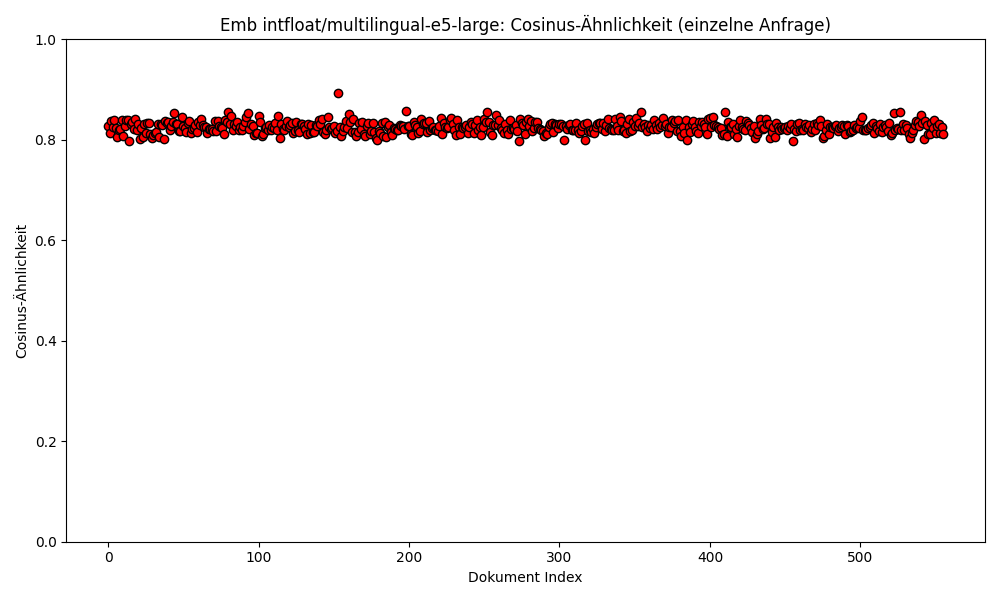 Emb intfloat/multilingual-e5-large: Cosinus-Ähnlichkeit (einzelne Anfrage)
1.0
0.8
0.6
0.4
0.2
0.0
Cosinus-Ähnlichkeit
0 100 200 300 400 500
Dokument Index